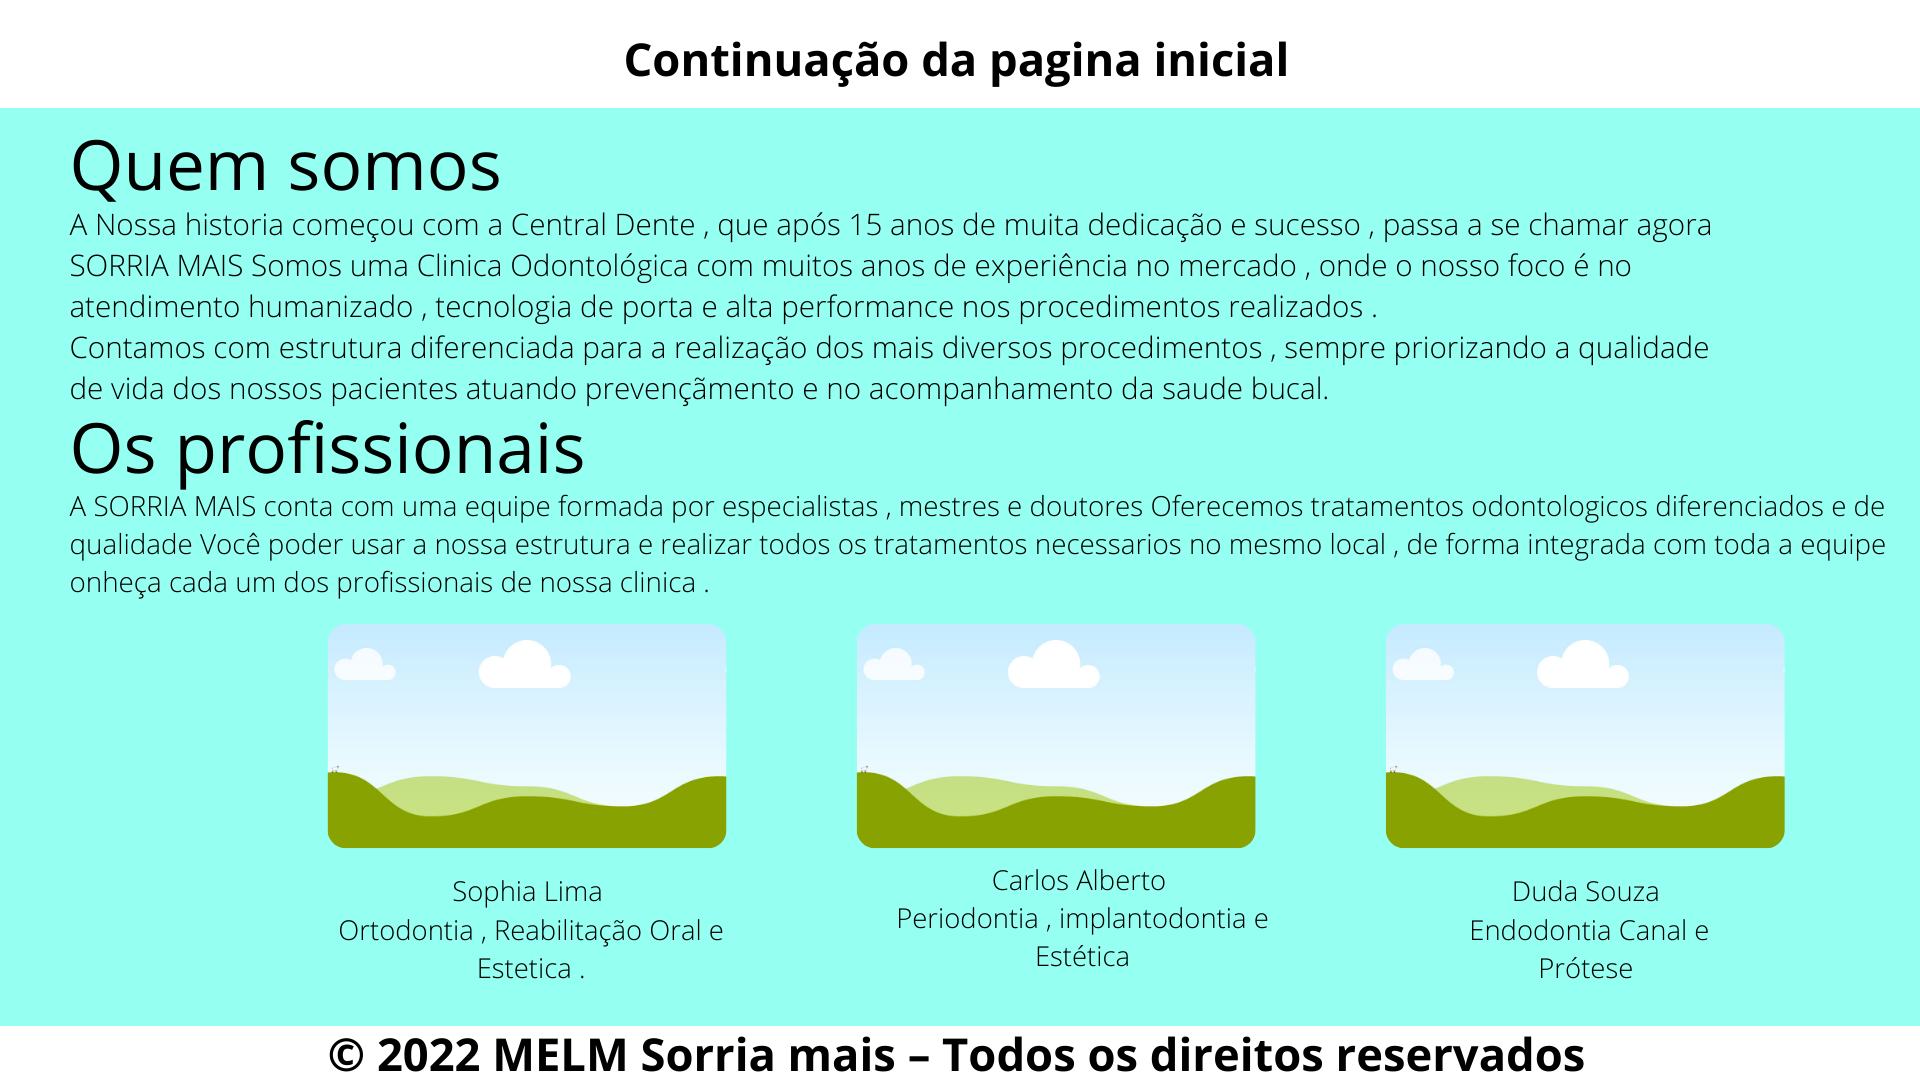 Continuação da pagina inicial
Quem somos
A Nossa historia começou com a Central Dente , que após 15 anos de muita dedicação e sucesso , passa a se chamar agora
SORRIA MAIS Somos uma Clinica Odontológica com muitos anos de experiência no mercado , onde o nosso foco é no
atendimento humanizado , tecnologia de porta e alta performance nos procedimentos realizados .
Contamos com estrutura diferenciada para a realização dos mais diversos procedimentos , sempre priorizando a qualidade
de vida dos nossos pacientes atuando prevençãmento e no acompanhamento da saude bucal.
Os profissionais
A SORRIA MAIS conta com uma equipe formada por especialistas , mestres e doutores Oferecemos tratamentos odontologicos diferenciados e de
qualidade Você poder usar a nossa estrutura e realizar todos os tratamentos necessarios no mesmo local , de forma integrada com toda a equipe
onheça cada um dos profissionais de nossa clinica .
Sophia Lima
Ortodontia , Reabilitação Oral e
Estetica .
Carlos Alberto
Periodontia , implantodontia e
Estética
Duda Souza
Endodontia Canal e
Prótese
© 2022 MELM Sorria mais – Todos os direitos reservados